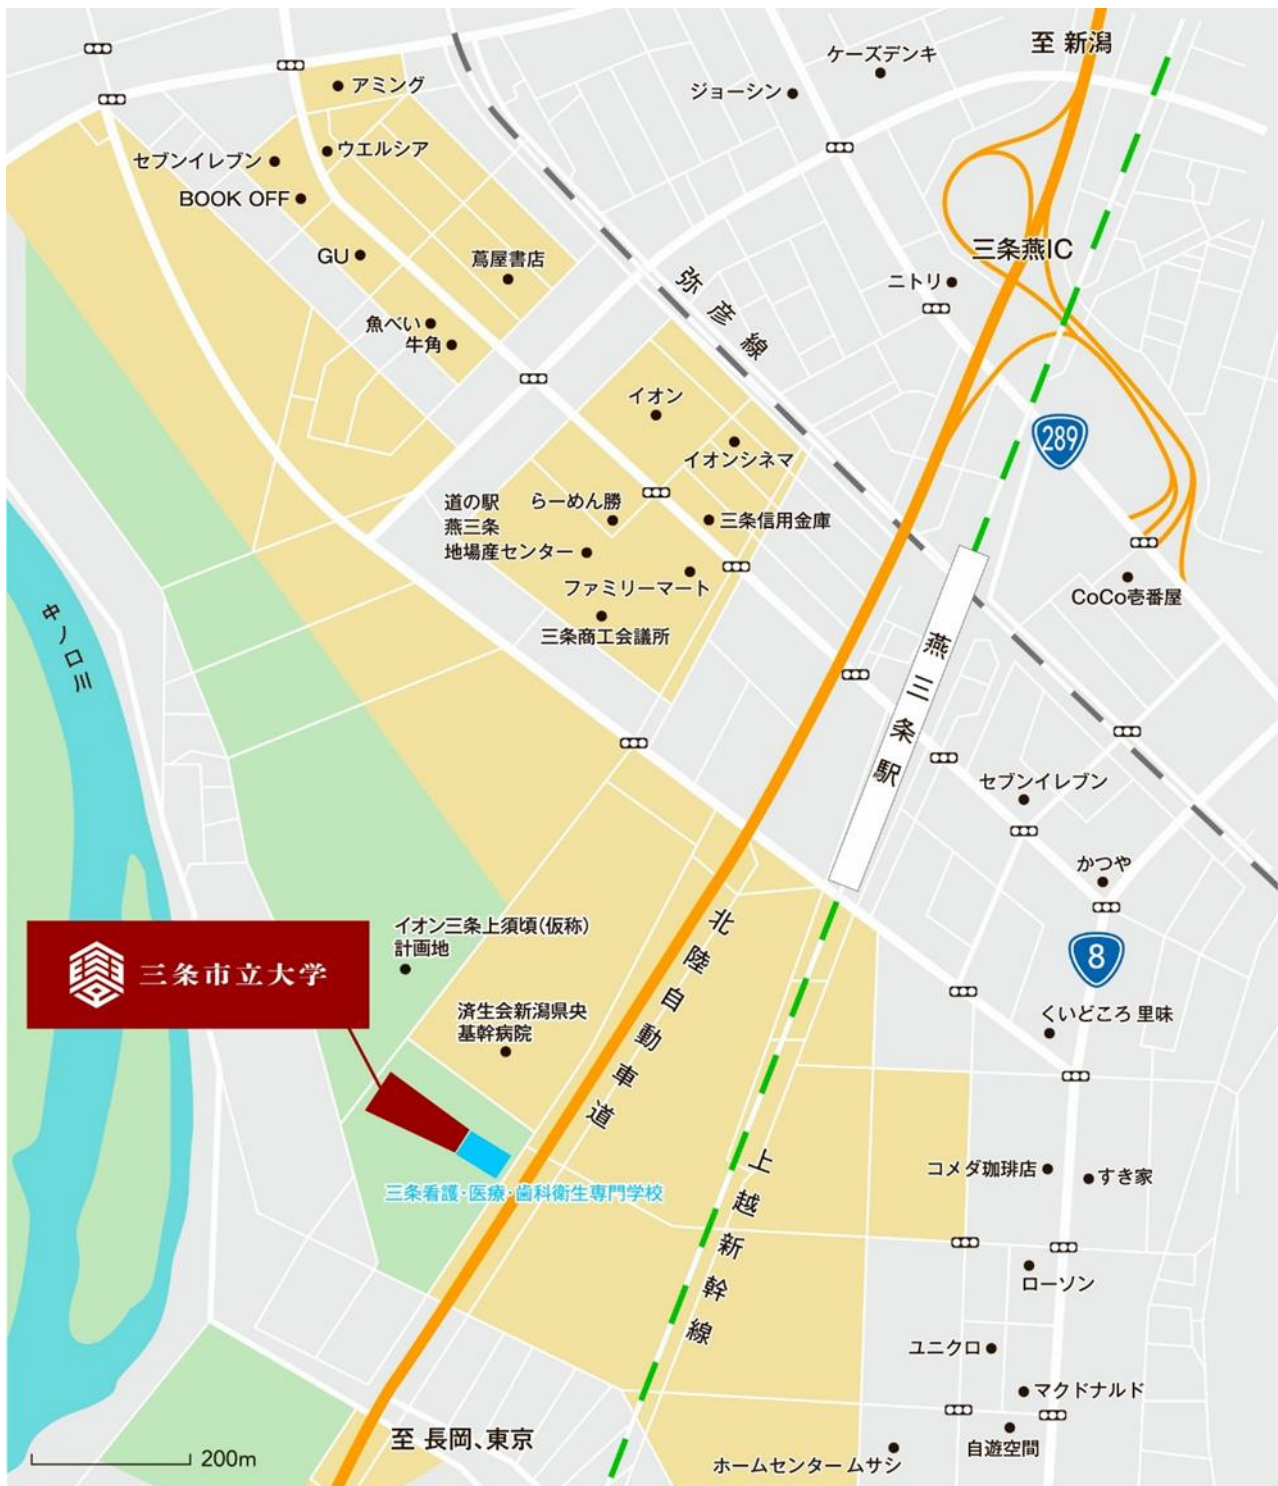 至 新潟
ケーズデンキ
ジョーシン
アミング
ウエルシア
セブンイレブン
BOOK OFF
GU
蔦屋書店
三条燕IC
ニトリ
弥彦線
魚べい
牛角
イオン
イオンシネマ
289
道の駅
燕三条
地場産センター
らーめん勝
三条信用金庫
ファミリーマート
三条商工会議所
CoCo壱番屋
中ノ口川
燕三条駅
セブンイレブン
かつや
8
くいどころ 里味
イオン三条上須頃(仮称)
計画地
三条市立大学
済生会新潟県央
基幹病院
北陸自動車道
三条看護・医療・歯科衛生専門学校
上越新幹線
コメダ珈琲店
すき家
ローソン
ユニクロ
マクドナルド
自遊空間
ホームセンター ムサシ
至 長岡、東京
200m